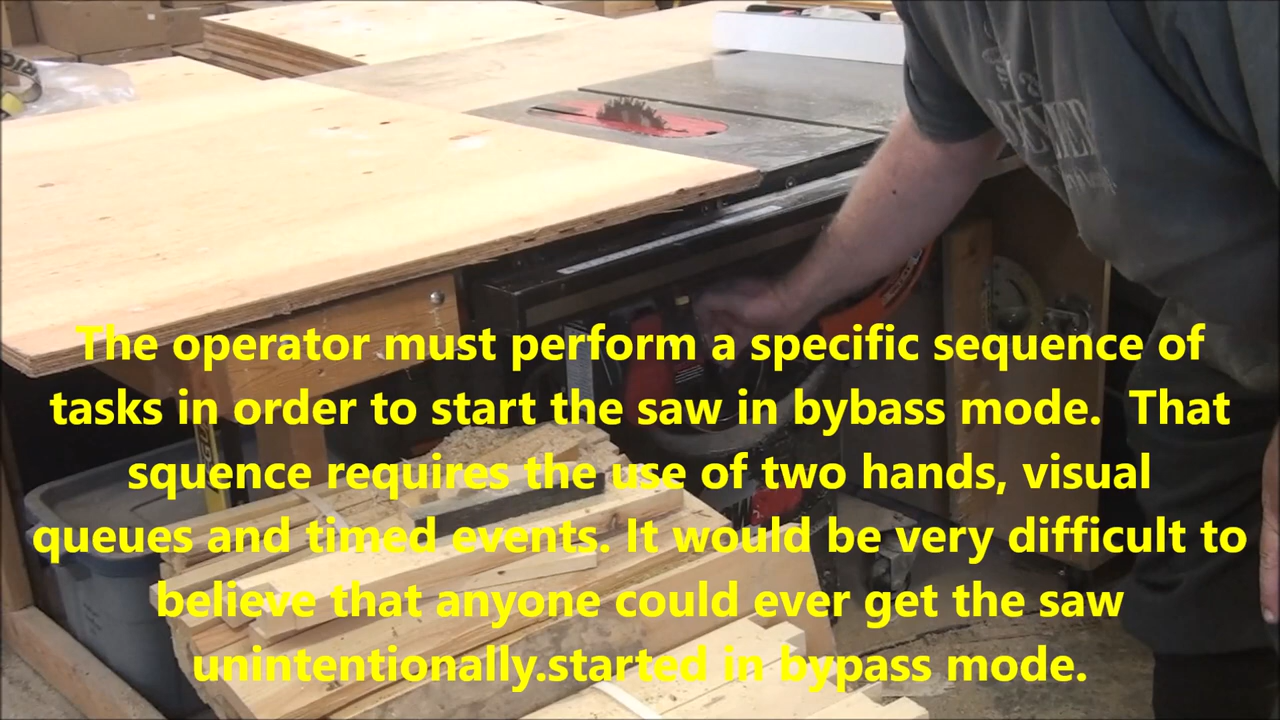 The operator must perform a specific sequence of
tasks in order to start the saw in bybass mode.  That
squence requires the use of two hands, visual
queues and timed events. It would be very difficult to
believe that anyone could ever get the saw
unintentionally.started in bypass mode.